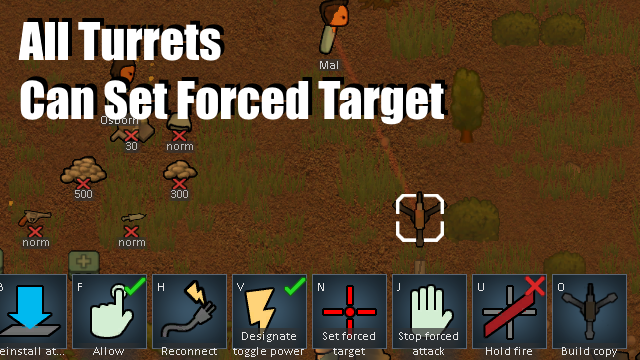 All Turrets
Can Set Forced Target
Mal
Osborn
30
norm
500
300
norm
norm
F
H
V
N
J
U
O
einstall at...
Allow
Reconnect
Designate
toggle power
Set forced
target
Stop forced
attack
Hold fire
Build copy